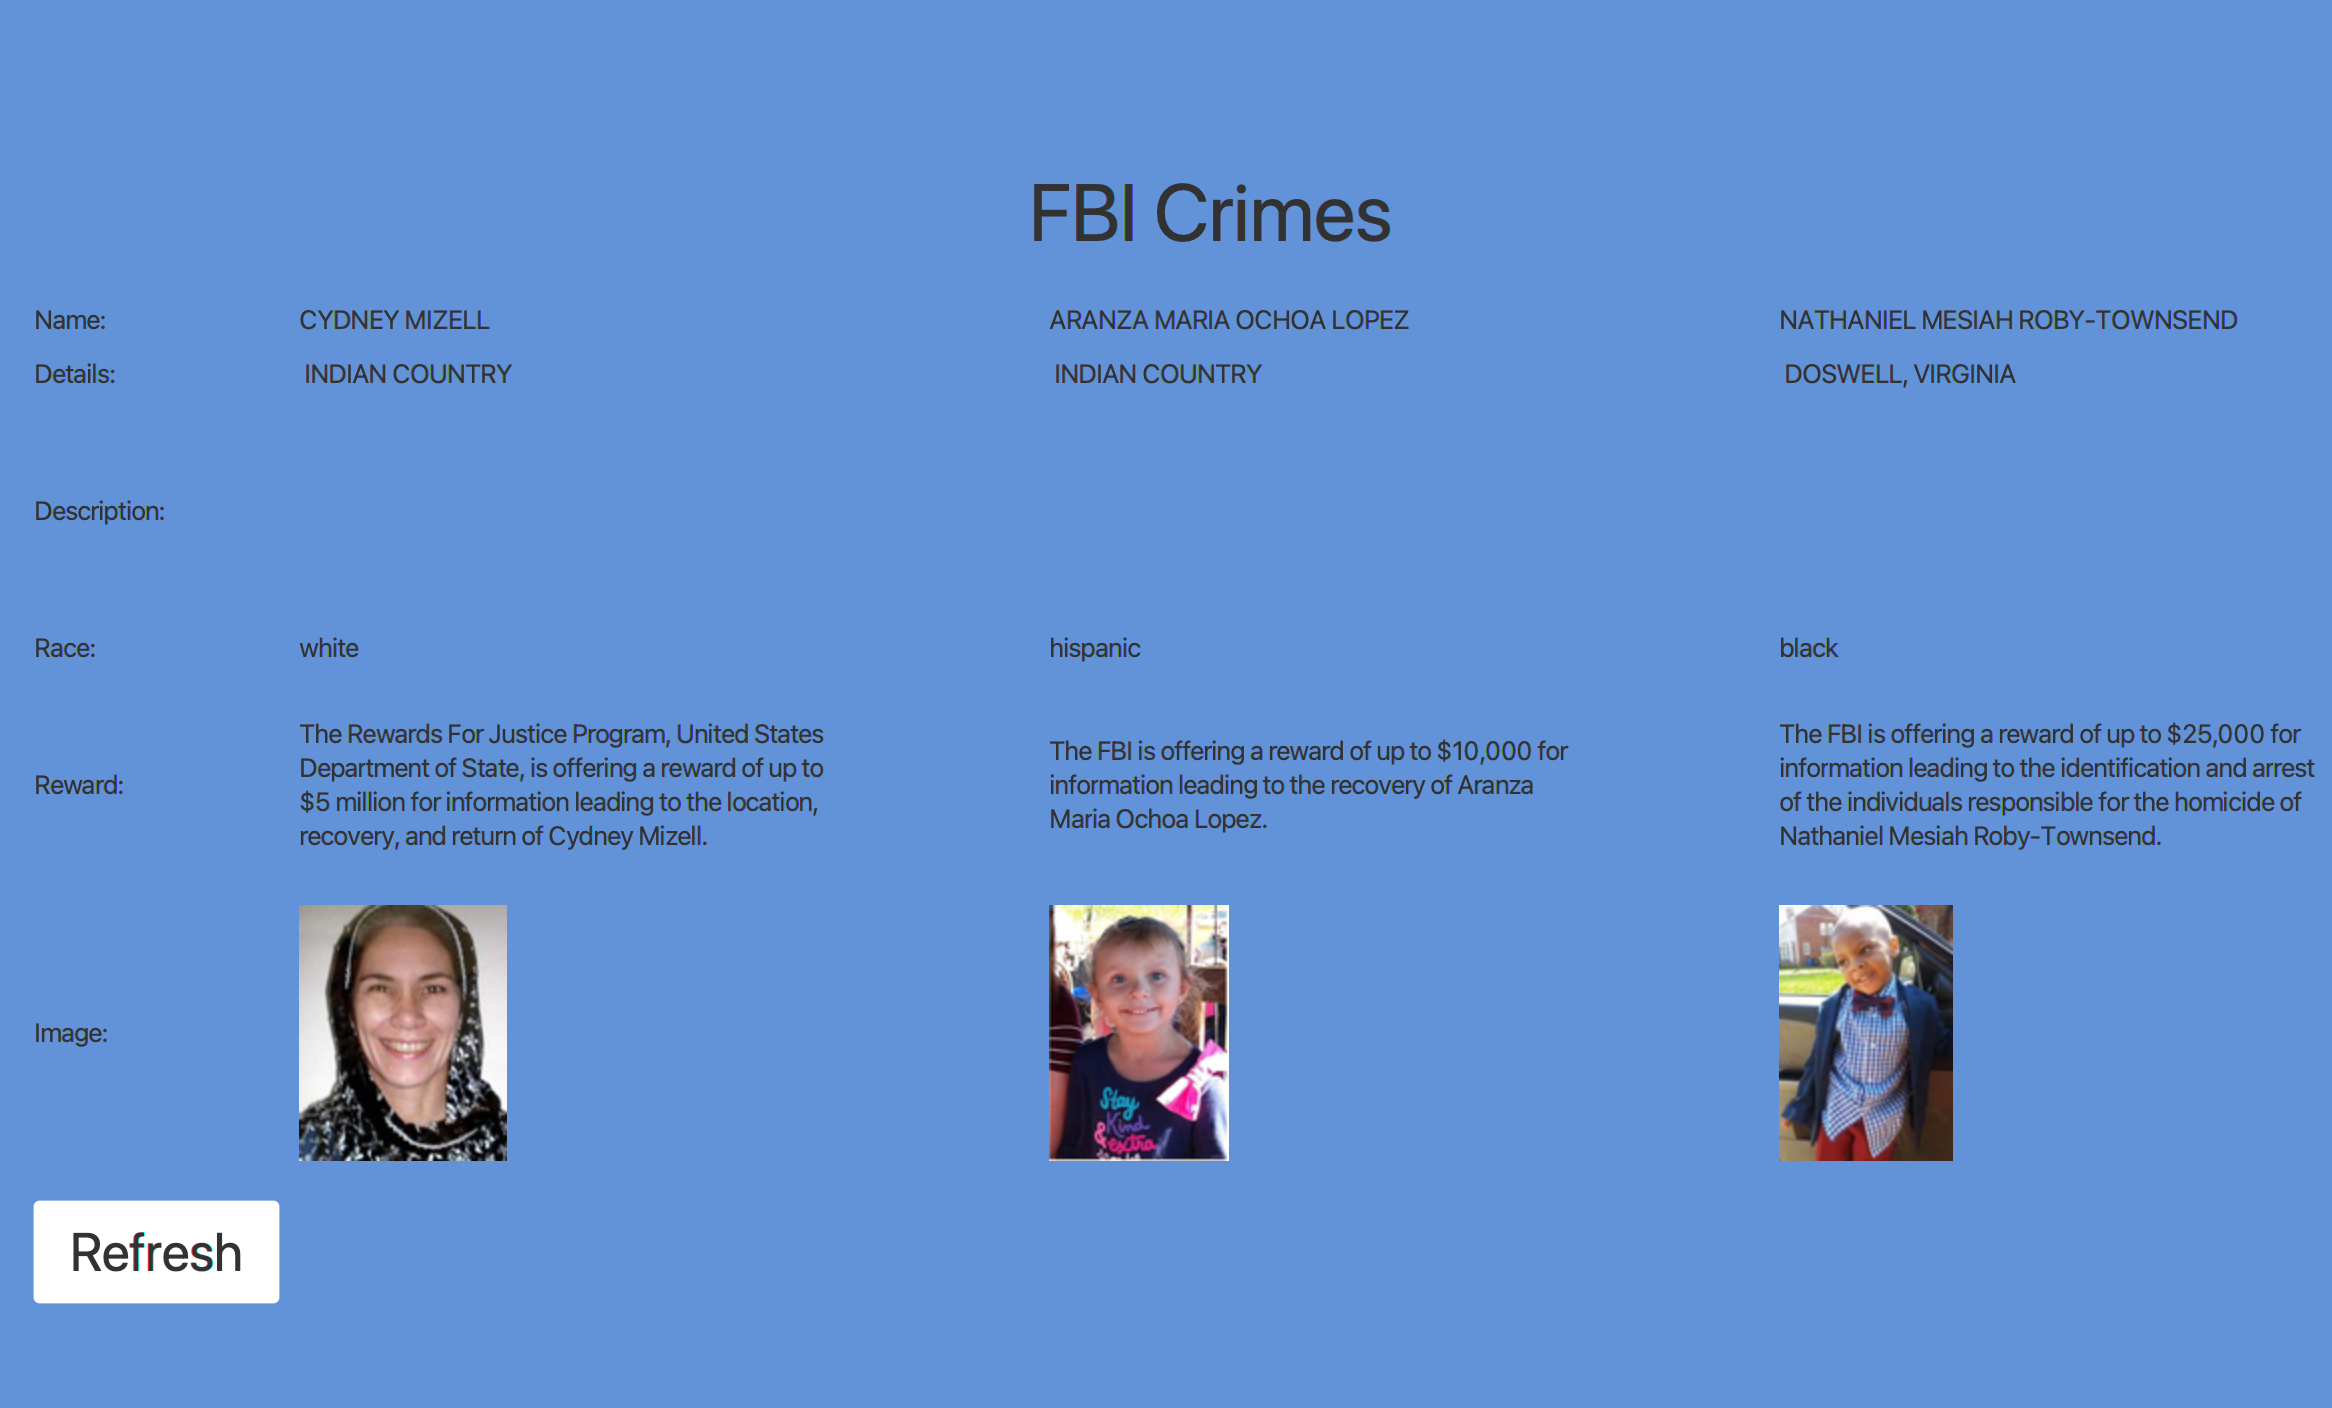 FBI Crimes
Name:
CYDNEY MIZELL
ARANZA MARIA OCHOA LOPEZ
NATHANIEL MESIAH ROBY-TOWNSEND
Details:
INDIAN COUNTRY
INDIAN COUNTRY
DOSWELL, VIRGINIA
Description:
Race:
white
hispanic
black
Reward:
The Rewards For Justice Program, United States
Department of State, is offering a reward of up to
$5 million for information leading to the location,
recovery, and return of Cydney Mizell.
The FBI is offering a reward of up to $10,000 for
information leading to the recovery of Aranza
Maria Ochoa Lopez.
The FBI is offering a reward of up to $25,000 for
information leading to the identification and arrest
of the individuals responsible for the homicide of
Nathaniel Mesiah Roby-Townsend.
Image:
Stay
Kind
& extra
Refresh